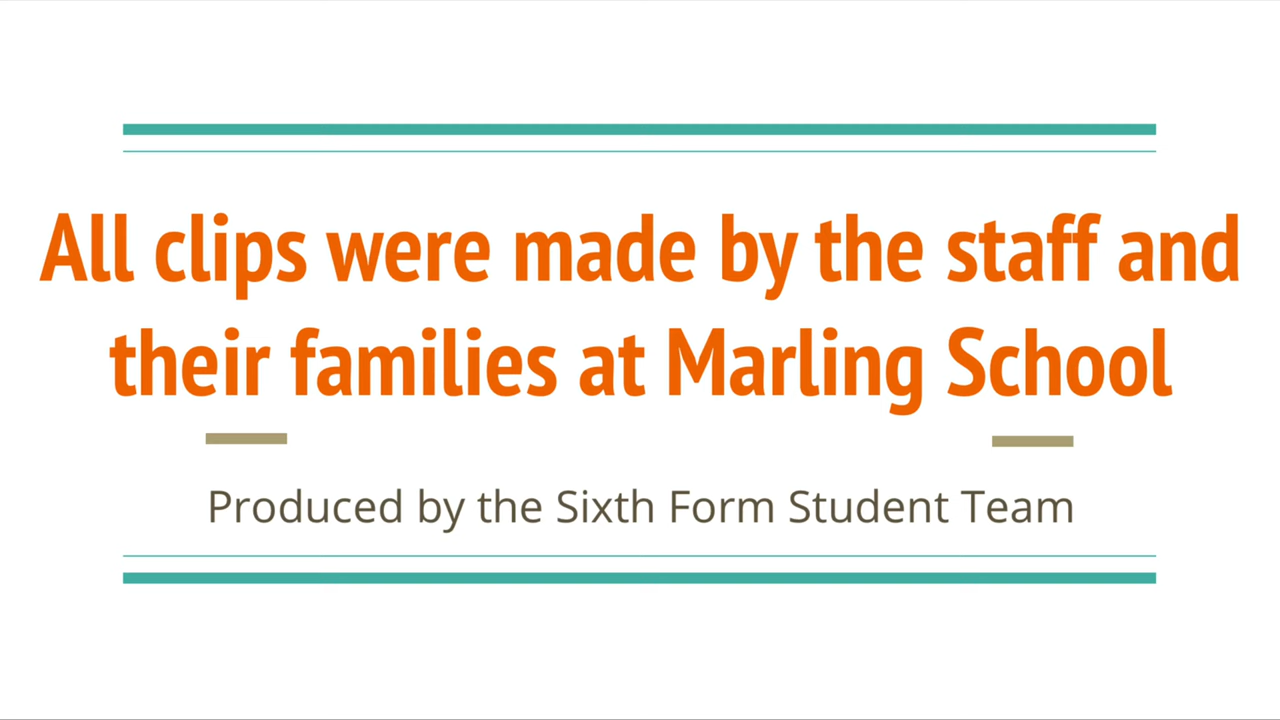 All clips were made by the staff and
their families at Marling School
Produced by the Sixth Form Student Team